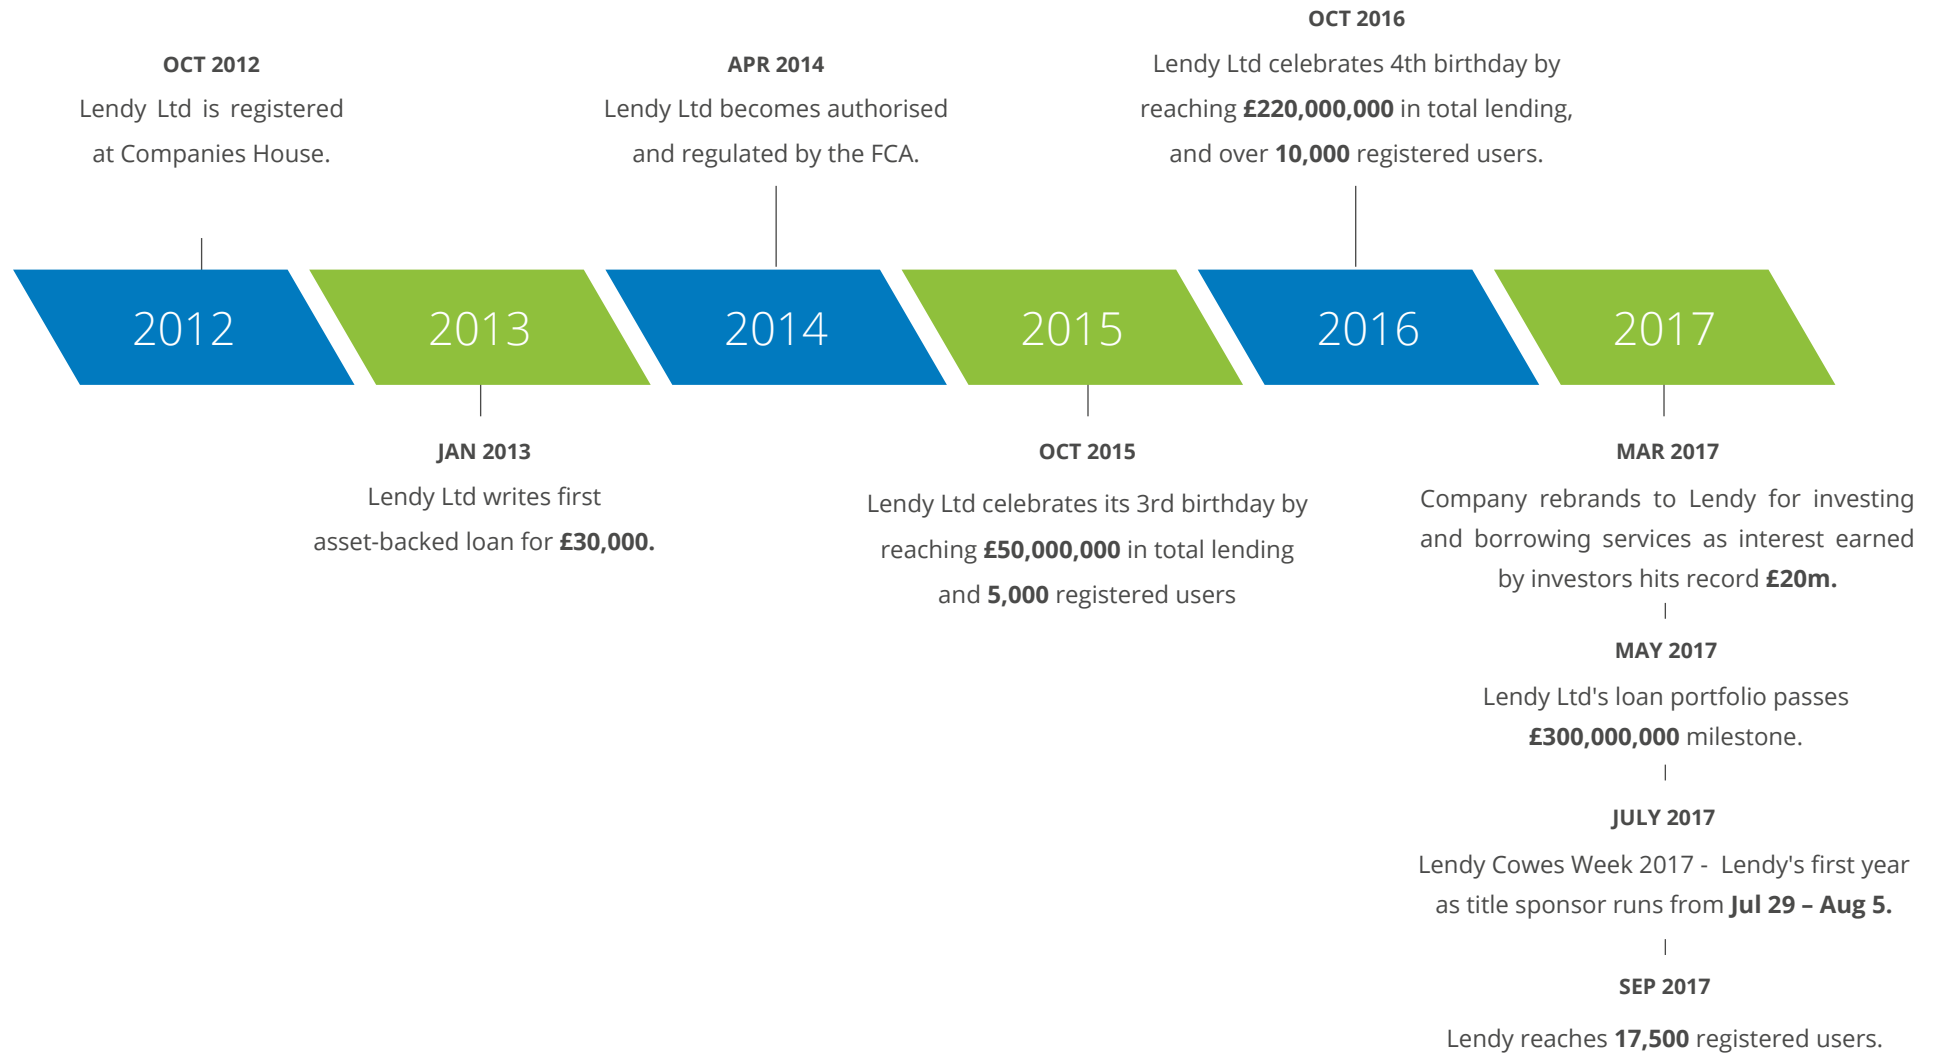 OCT 2012
Lendy Ltd is registered
at Companies House.
APR 2014
Lendy Ltd becomes authorised
and regulated by the FCA.
OCT 2016
Lendy Ltd celebrates 4th birthday by
reaching £220,000,000 in total lending,
and over 10,000 registered users.
2012
2013
2014
2015
2016
2017
JAN 2013
Lendy Ltd writes first
asset-backed loan for £30,000.
OCT 2015
Lendy Ltd celebrates its 3rd birthday by
reaching £50,000,000 in total lending
and 5,000 registered users
MAR 2017
Company rebrands to Lendy for investing
and borrowing services as interest earned
by investors hits record £20m.
MAY 2017
Lendy Ltd's loan portfolio passes
£300,000,000 milestone.
JULY 2017
Lendy Cowes Week 2017 - Lendy's first year
as title sponsor runs from Jul 29 – Aug 5.
SEP 2017
Lendy reaches 17,500 registered users.